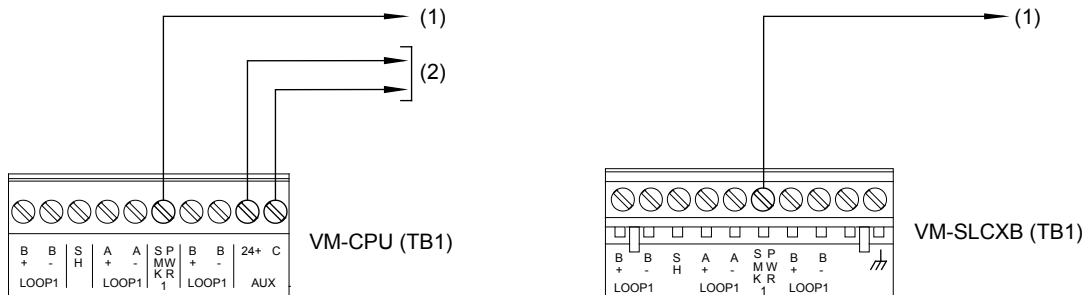 (1)
(2)
(1)
VM-CPU (TB1)
B B S A A S P B B 24+ C
+ - H + - M W + -
K R
LOOP1 LOOP1 1 LOOP1 AUX
VM-SLCXB (TB1)
B B S A A S P B B
+ - H + - M W + -
K R
LOOP1 LOOP1 1 LOOP1